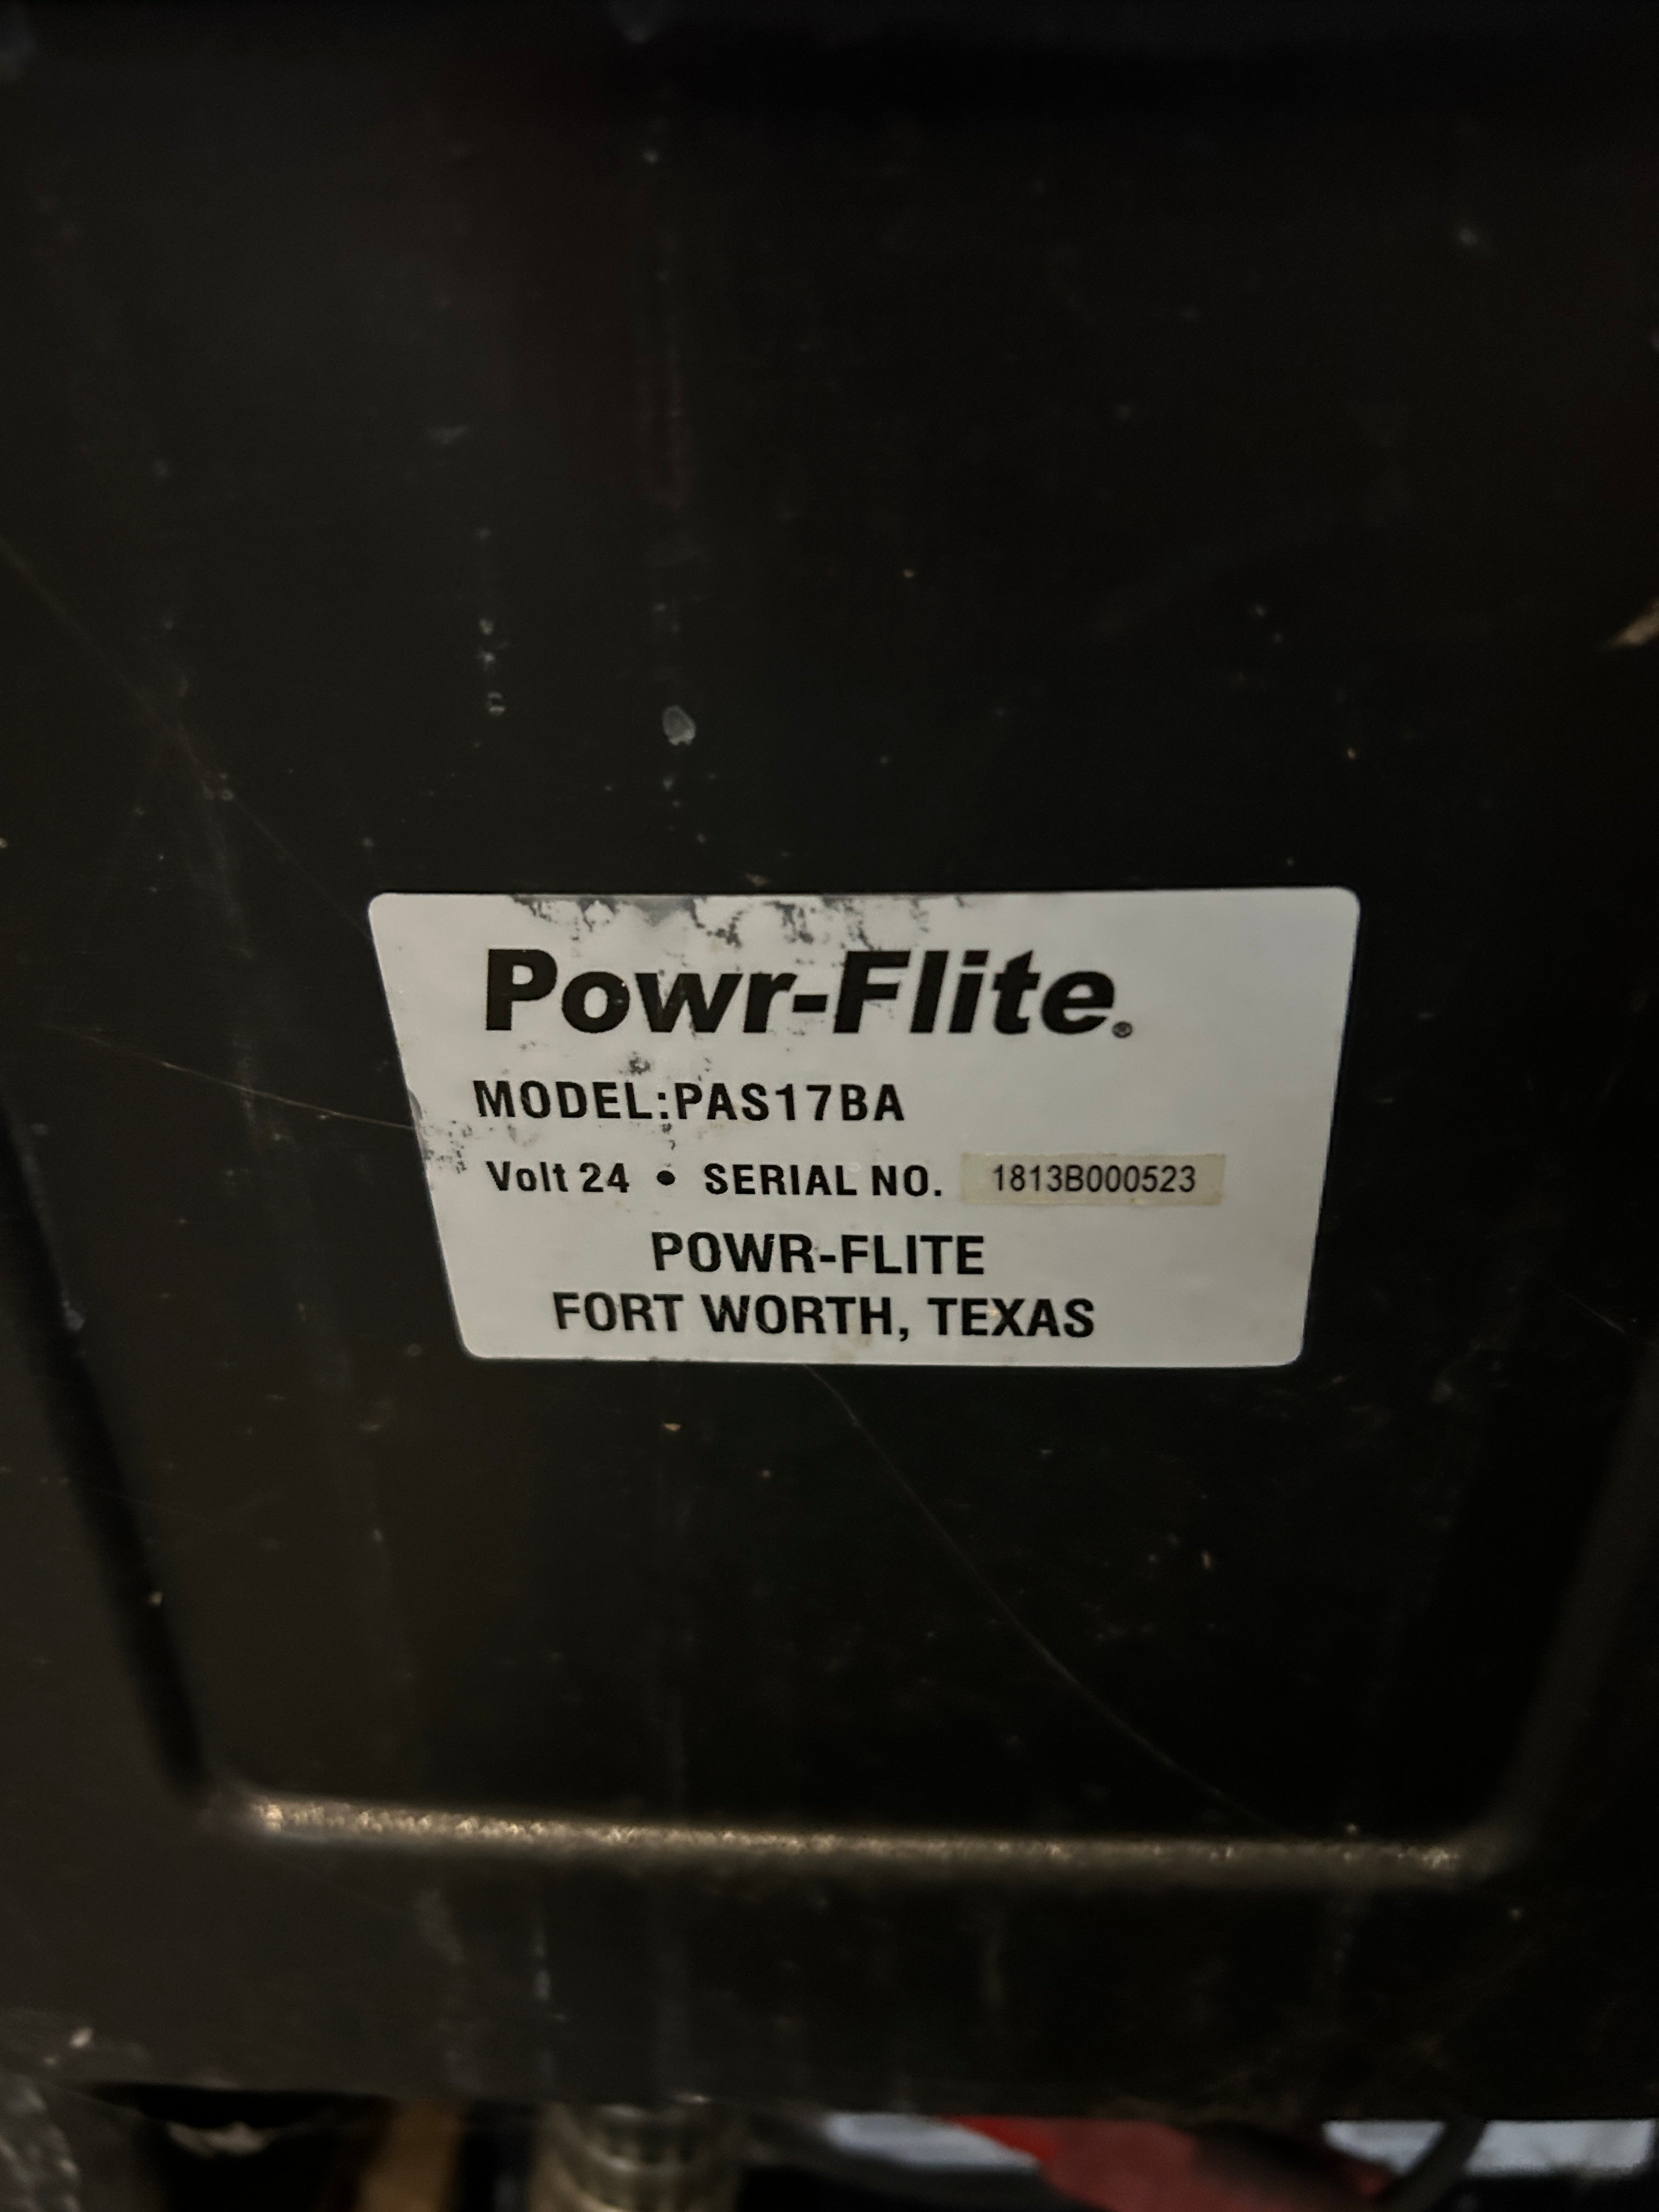 Powr-Flite®
MODEL:PAS17BA
Volt 24 • SERIAL NO. 1813B000523
POWR-FLITE
FORT WORTH, TEXAS